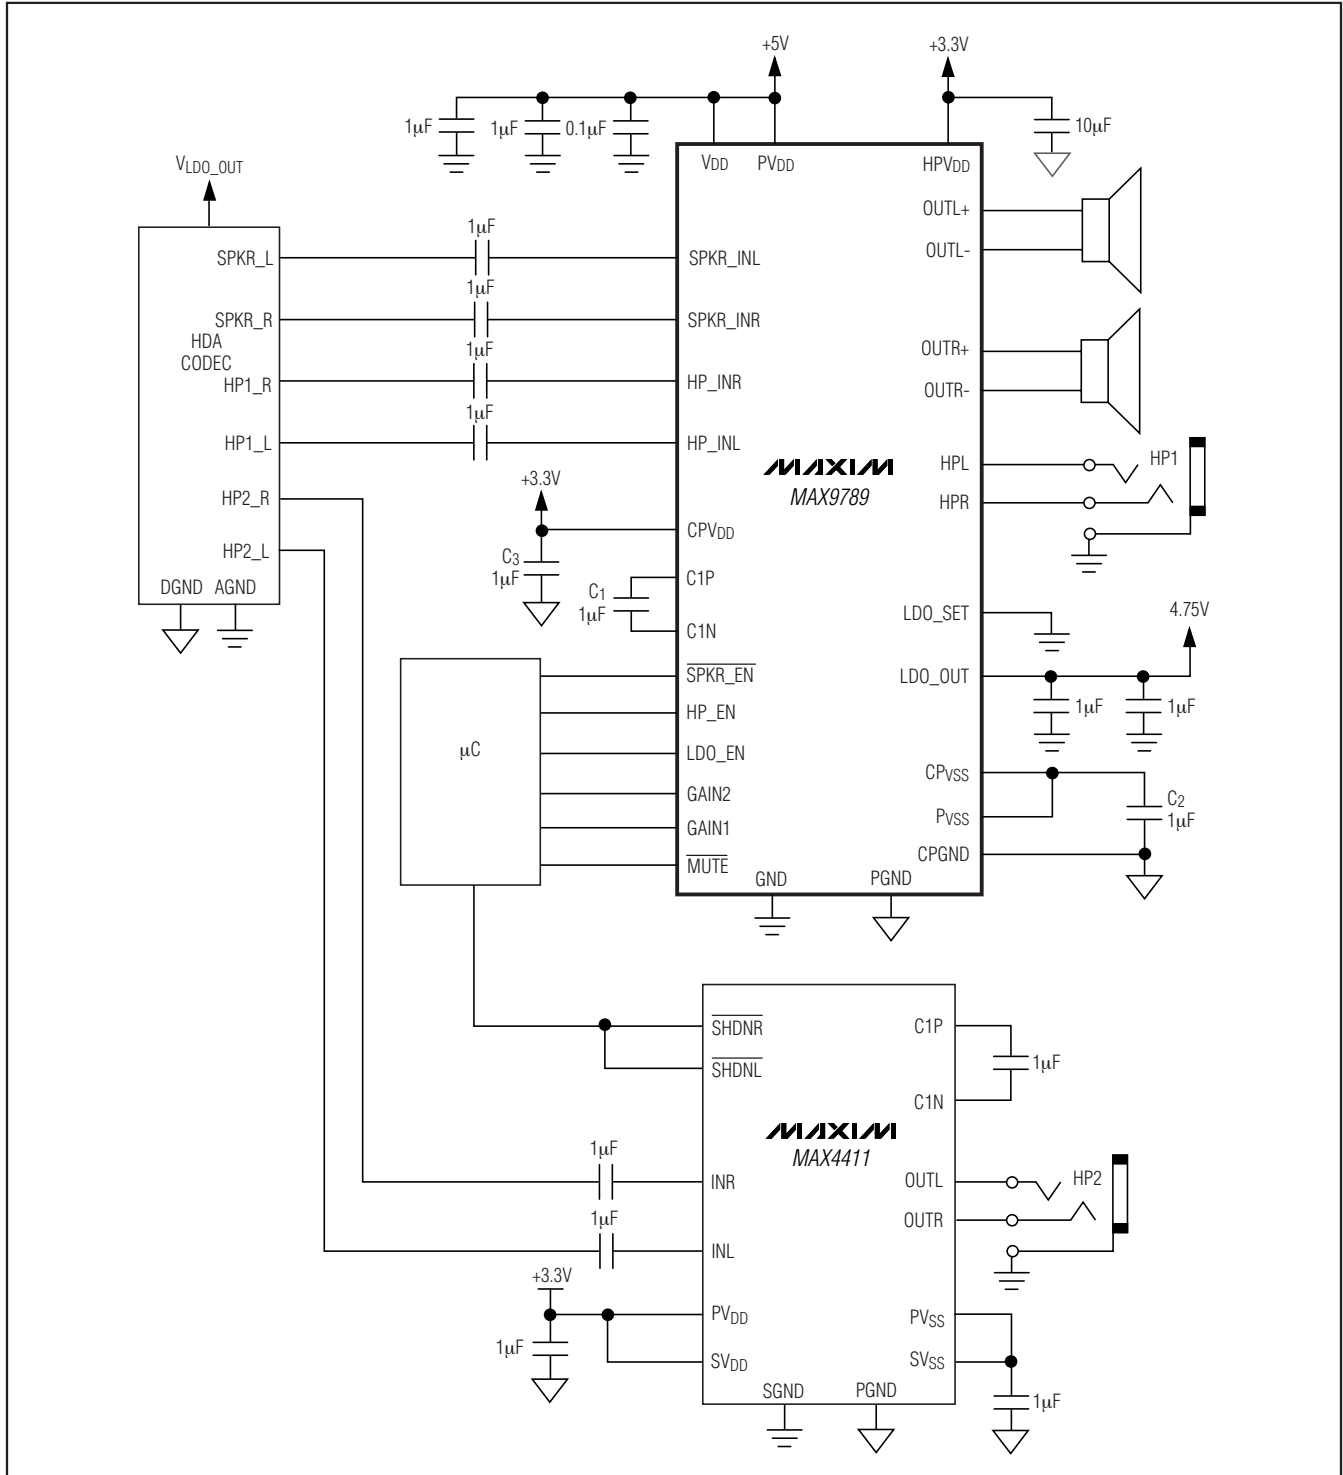 +5V
+3.3V
1μF
1μF
0.1μF
10μF
VDD
PVDD
HPVDD
VLDO_OUT
OUTL+
OUTL-
1μF
SPKR_L
SPKR_INL
1μF
SPKR_R
SPKR_INR
HDA
CODEC
1μF
OUTR+
OUTR-
HP1_R
HP_INR
1μF
HP1_L
HP_INL
MAXIM
MAX9789
HPL
HP1
HPR
HP2_R
+3.3V
CPVDD
HP2_L
C3
1μF
C1P
C1
1μF
C1N
DGND
AGND
LDO_SET
4.75V
SPKR_EN
LDO_OUT
HP_EN
1μF
1μF
μC
LDO_EN
GAIN2
GAIN1
MUTE
CPVSS
C2
1μF
PVSS
CPGND
GND
PGND
SHDNR
C1P
1μF
SHDNL
C1N
MAXIM
MAX4411
1μF
INR
OUTL
HP2
1μF
OUTR
INL
+3.3V
PVDD
PVSS
1μF
SVDD
SVSS
SGND
PGND
1μF